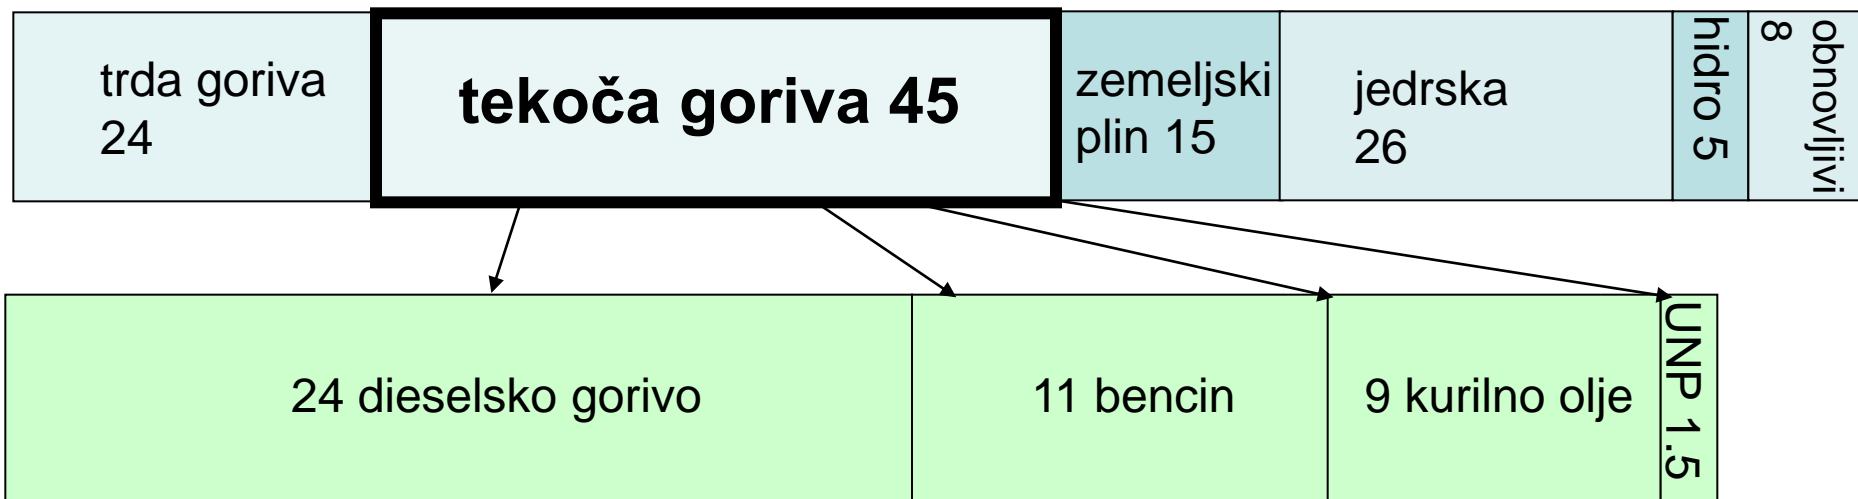 trda goriva
24
tekoča goriva 45
zemeljski
plin 15
jedrska
26
hidro 5
obnovljivi
8
24 dieselsko gorivo
11 bencin
9 kurilno olje
UNP 1.5